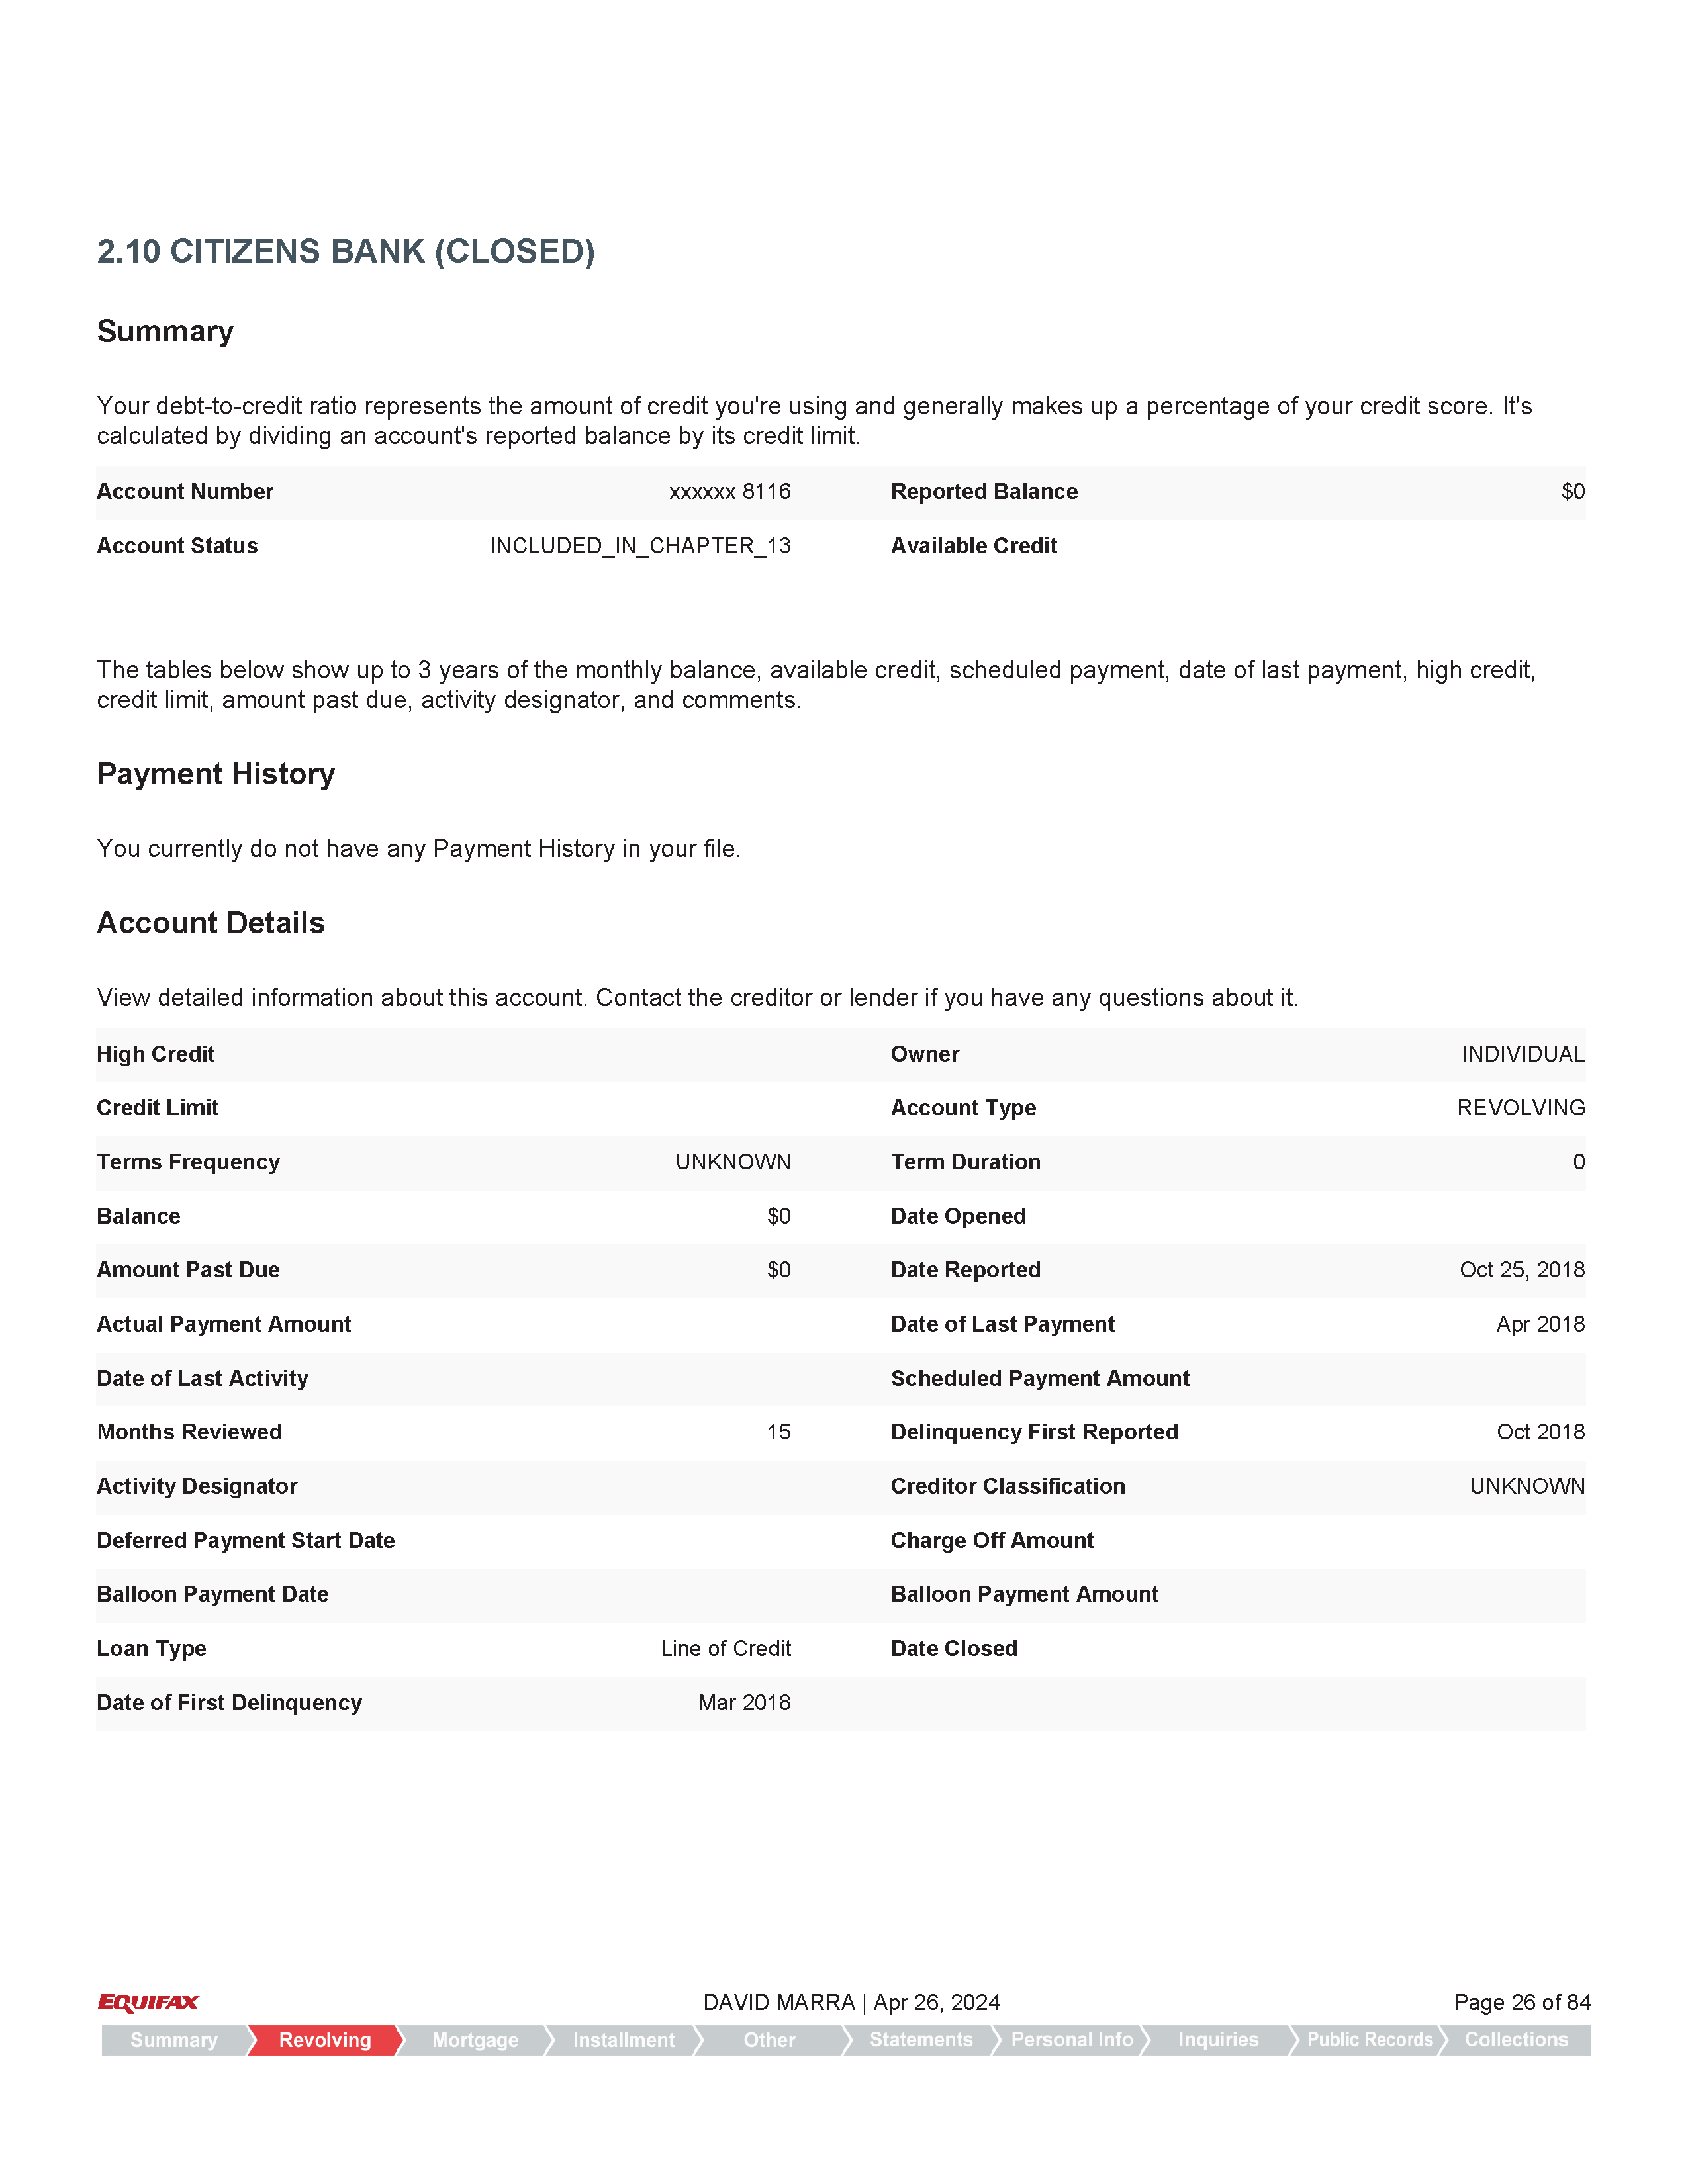 2.10 CITIZENS BANK (CLOSED)
Summary
Your debt-to-credit ratio represents the amount of credit you're using and generally makes up a percentage of your credit score. It's
calculated by dividing an account's reported balance by its credit limit.
Account Number xxxxxx 8116 Reported Balance $0
Account Status INCLUDED_IN_CHAPTER_13 Available Credit
The tables below show up to 3 years of the monthly balance, available credit, scheduled payment, date of last payment, high credit,
credit limit, amount past due, activity designator, and comments.
Payment History
You currently do not have any Payment History in your file.
Account Details
View detailed information about this account. Contact the creditor or lender if you have any questions about it.
High Credit Owner INDIVIDUAL
Credit Limit Account Type REVOLVING
Terms Frequency UNKNOWN Term Duration 0
Balance $0 Date Opened
Amount Past Due $0 Date Reported Oct 25, 2018
Actual Payment Amount Date of Last Payment Apr 2018
Date of Last Activity Scheduled Payment Amount
Months Reviewed 15 Delinquency First Reported Oct 2018
Activity Designator Creditor Classification UNKNOWN
Deferred Payment Start Date Charge Off Amount
Balloon Payment Date Balloon Payment Amount
Loan Type Line of Credit Date Closed
Date of First Delinquency Mar 2018
EQUIFAX DAVID MARRA | Apr 26, 2024 Page 26 of 84
Summary Revolving Mortgage Installment Other Statements Personal Info Inquiries Public Records Collections